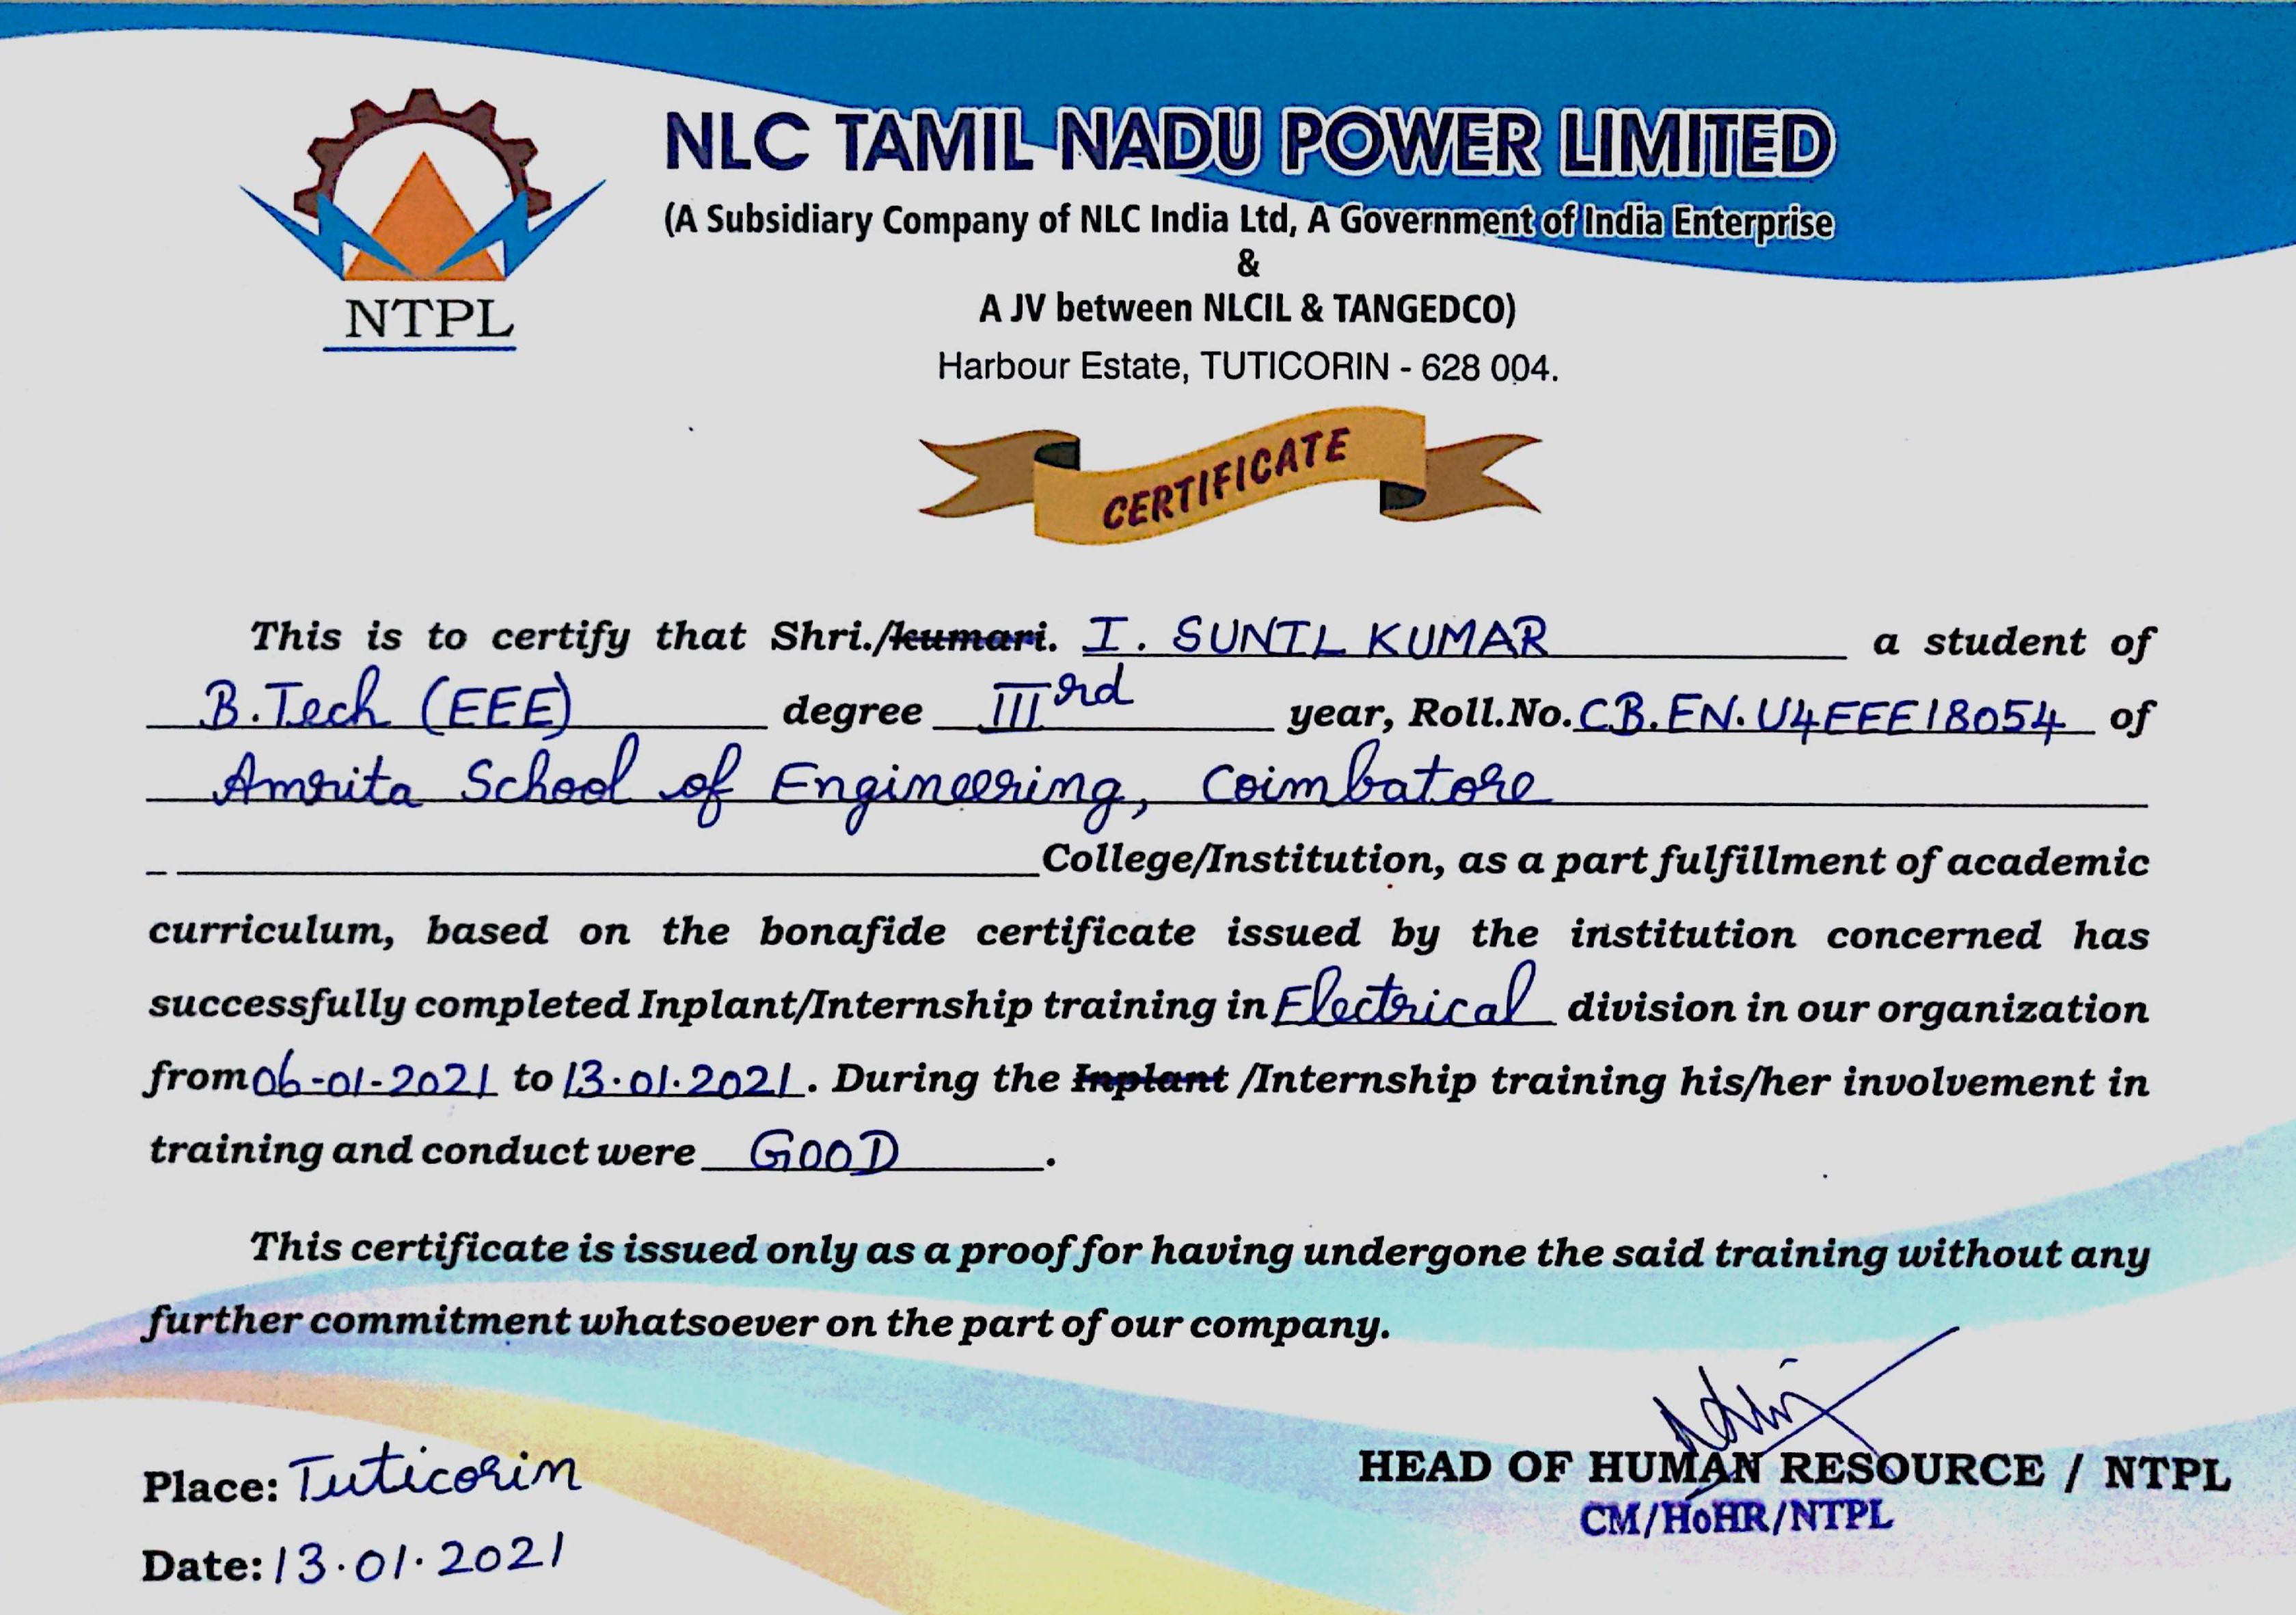 NLC TAMIL NADU POWER LIMITED
(A Subsidiary Company of NLC India Ltd, A Government of India Enterprise
&
A JV between NLCIL & TANGEDCO)
Harbour Estate, TUTICORIN - 628 004.
NTPL
CERTIFICATE
This is to certify that Shri./kumari. I. SUNIL KUMAR a student of
B.Tech (EEE) degree IIIrd year, Roll.No. CB.EN.U4EEE18054 of
Amrita School of Engineering, Coimbatore
College/Institution, as a part fulfillment of academic
curriculum, based on the bonafide certificate issued by the institution concerned has
successfully completed Inplant/Internship training in Electrical division in our organization
from 06-01-2021 to 13.01.2021. During the Inplant /Internship training his/her involvement in
training and conduct were GOOD.
This certificate is issued only as a proof for having undergone the said training without any
further commitment whatsoever on the part of our company.
Place: Tuticorin
Date: 13.01.2021
HEAD OF HUMAN RESOURCE / NTPL
CM/HoHR/NTPL